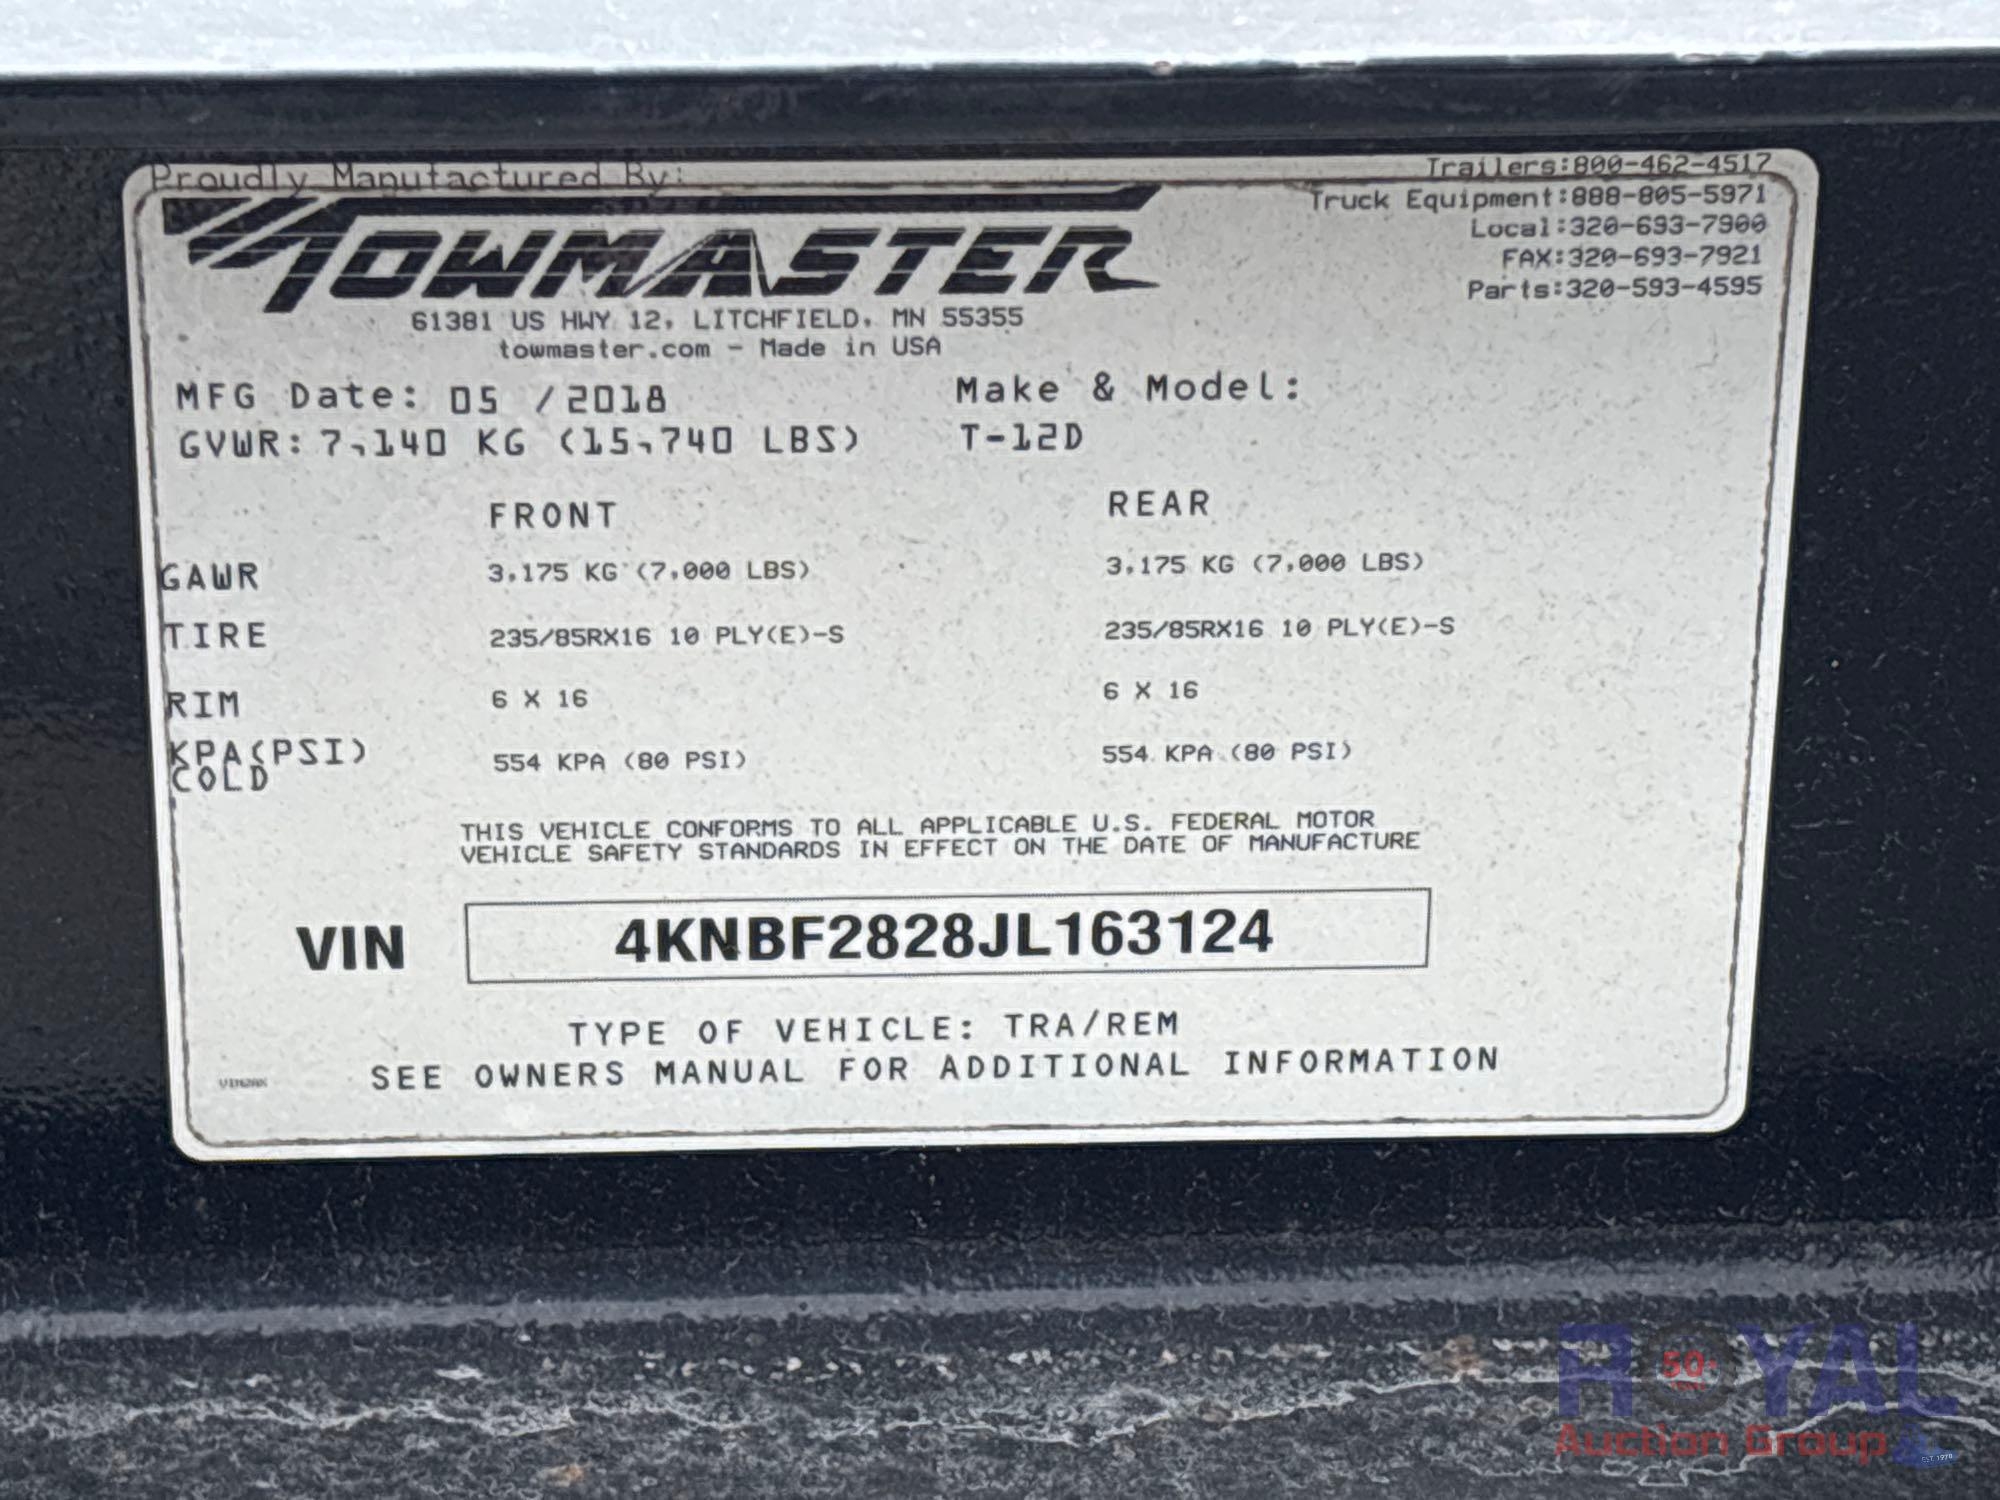 Proudly Manufactured By:
TOWMASTER
61381 US HWY 12, LITCHFIELD, MN 55355
towmaster.com - Made in USA
Trailers:800-462-4517
Truck Equipment:888-805-5971
Local:320-693-7900
FAX:320-693-7921
Parts:320-593-4595
MFG Date: 05 /2018
Make & Model:
GVWR: 7,140 KG (15,740 LBS)
T-12D
FRONT REAR
GAWR 3,175 KG (7,000 LBS) 3,175 KG (7,000 LBS)
TIRE 235/85RX16 10 PLY(E)-S 235/85RX16 10 PLY(E)-S
RIM 6 X 16 6 X 16
KPA(PSI) 554 KPA (80 PSI) 554 KPA (80 PSI)
COLD
THIS VEHICLE CONFORMS TO ALL APPLICABLE U.S. FEDERAL MOTOR
VEHICLE SAFETY STANDARDS IN EFFECT ON THE DATE OF MANUFACTURE
VIN 4KNBF2828JL163124
TYPE OF VEHICLE: TRA/REM
SEE OWNERS MANUAL FOR ADDITIONAL INFORMATION
ROYAL
50
Auction Group
EST. 1970